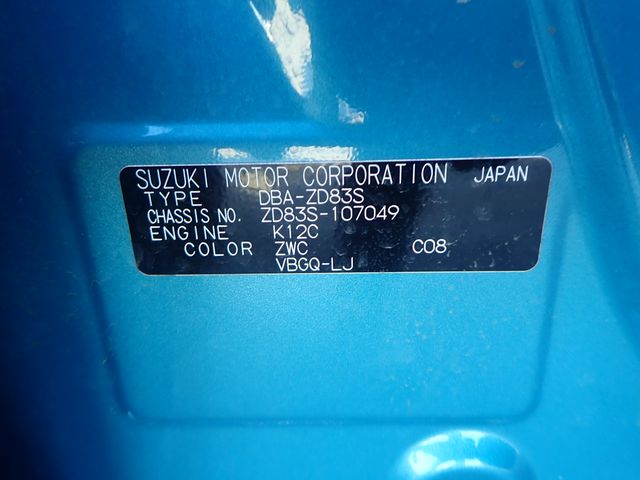 SUZUKI MOTOR CORPORATION JAPAN
TYPE DBA-ZD83S
CHASSIS NO. ZD83S-107049
ENGINE K12C
COLOR ZWC C08
VBGQ-LJ